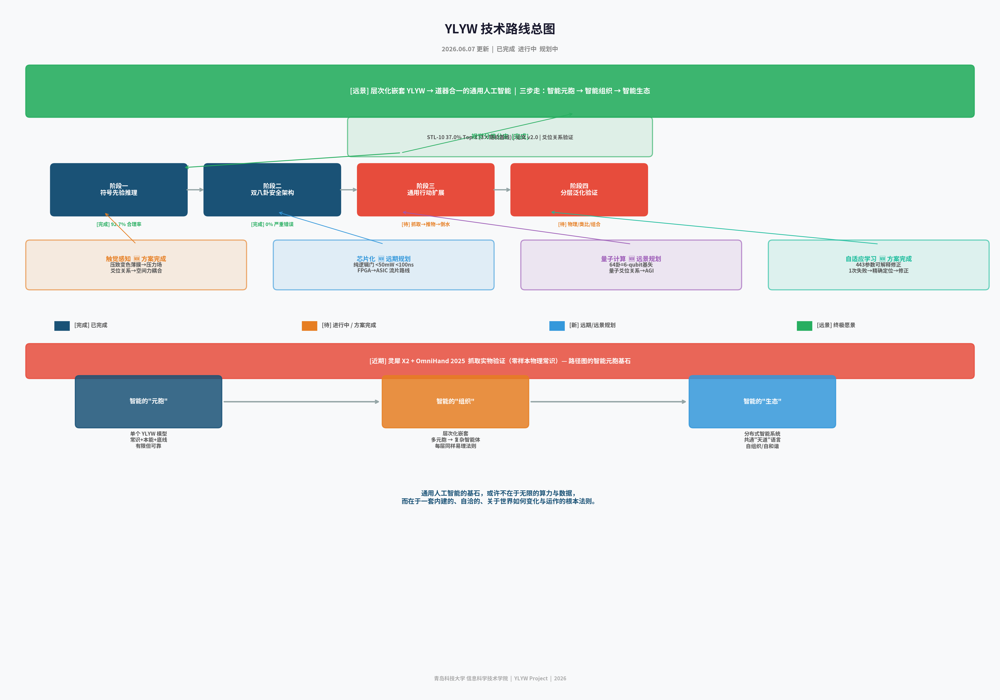 YLYW 技术路线总图
2026.06.07 更新 | 已完成 进行中 规划中
[远景] 层次化嵌套 YLYW → 道器合一的通用人工智能 | 三步走：智能元胞 → 智能组织 → 智能生态
[完成]
STL-10 37.0% Top-1 (3×随机基线) | 论文 v2.0 | 爻位关系验证
阶段一
符号先验推理
阶段二
双八卦安全架构
阶段三
通用行动扩展
阶段四
分层泛化验证
[完成] 92.7% 合理率
[完成] 0% 严重错误
[待] 抓取→推物→倒水
[待] 物理/类比/组合
触觉感知 🆕 方案完成
压致变色薄膜→压力场
爻位关系→空间力耦合
芯片化 🆕 远期规划
纯逻辑门 <50mW <100ns
FPGA→ASIC 流片路线
量子计算 🆕 远景规划
64卦=6-qubit基矢
量子爻位关系→AGI
自适应学习 🆕 方案完成
443参数可解释修正
1次失败→精确定位→修正
[完成] 已完成
[待] 进行中 / 方案完成
[新] 远期/远景规划
[远景] 终极愿景
[近期] 灵犀 X2 + OmniHand 2025 抓取实物验证（零样本物理常识）— 路径图的智能元胞基石
智能的"元胞"
智能的"组织"
智能的"生态"
单个 YLYW 模型
常识+本能+底线
有限但可靠
层次化嵌套
多元胞 → 复杂智能体
每层同样易理法则
分布式智能系统
共通"天道"语言
自组织/自和谐
通用人工智能的基石，或许不在于无限的算力与数据，
而在于一套内建的、自洽的、关于世界如何变化与运作的根本法则。
青岛科技大学 信息科学技术学院 | YLYW Project | 2026